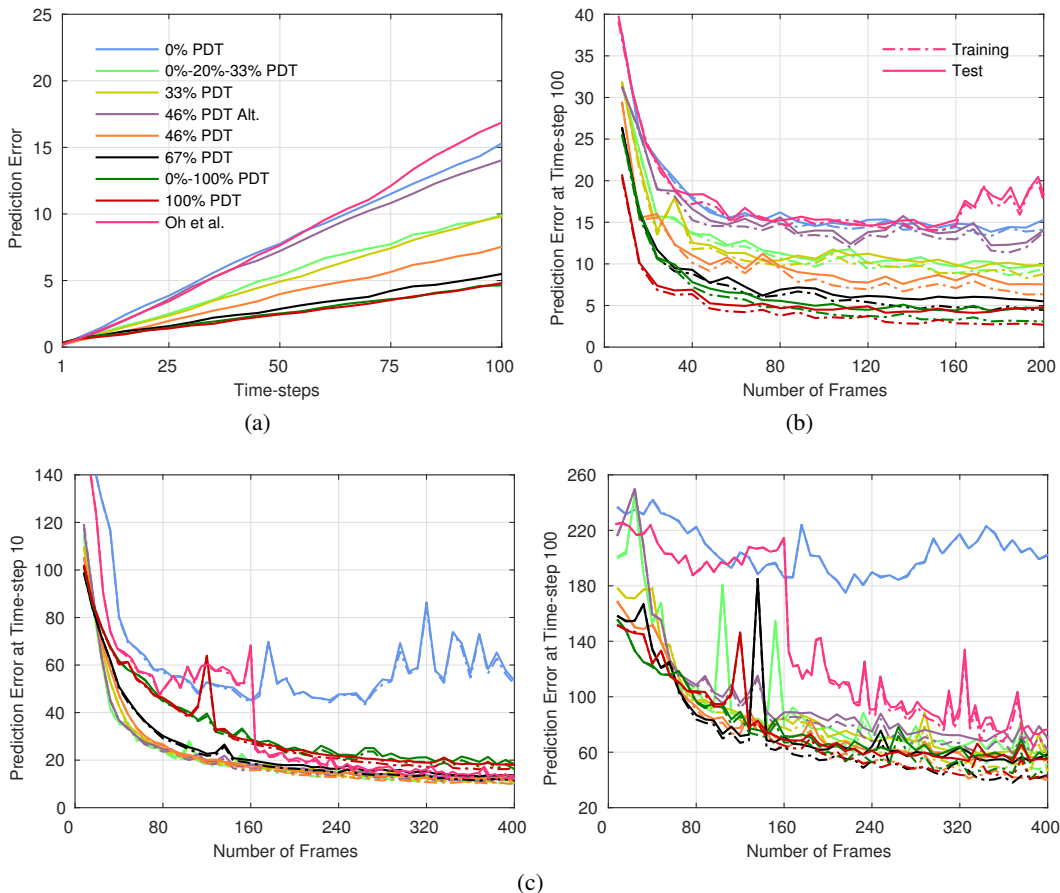 25
20
15
10
5
0
Prediction Error
0% PDT
0%-20%-33% PDT
33% PDT
46% PDT Alt.
46% PDT
67% PDT
0%-100% PDT
100% PDT
Oh et al.
1
25
50
75
100
Time-steps
(a)
40
35
30
25
20
15
10
5
0
Prediction Error at Time-step 100
Training
Test
0
40
80
120
160
200
Number of Frames
(b)
140
120
100
80
60
40
20
0
Prediction Error at Time-step 10
0
80
160
240
320
400
Number of Frames
260
220
180
140
100
60
20
Prediction Error at Time-step 100
0
80
160
240
320
400
Number of Frames
(c)